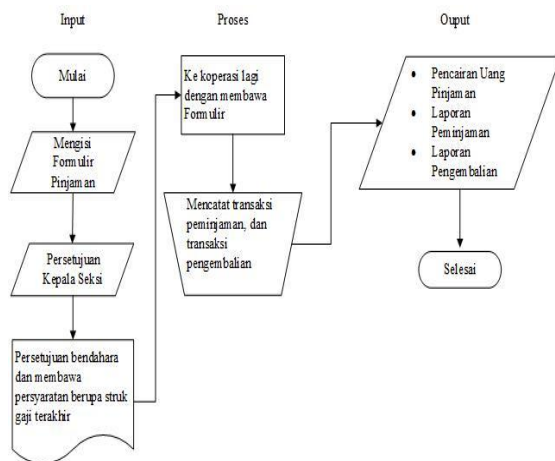 Input
Proses
Ouput
Mulai
Mengisi
Formulir
Pinjaman
Persetujuan
Kepala Seksi
Persetujuan bendahara
dan membawa
persyaratan berupa struk
gaji terakhir
Ke koperasi lagi
dengan membawa
Formulir
Mencatat transaksi
peminjaman, dan
transaksi
pengembalian
• Pencairan Uang
Pinjaman
• Laporan
Peminjaman
• Laporan
Pengembalian
Selesai